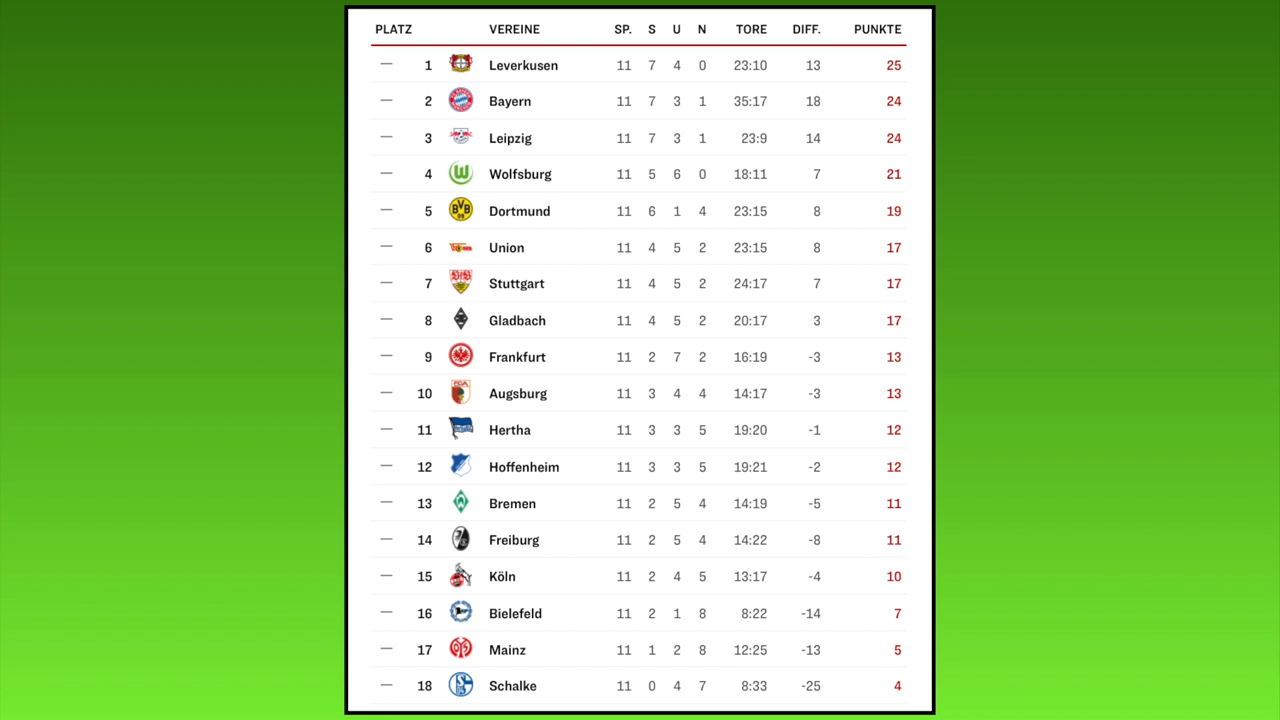 PLATZ VEREINE SP. S U N TORE DIFF. PUNKTE
— 1 Leverkusen 11 7 4 0 23:10 13 25
— 2 Bayern 11 7 3 1 35:17 18 24
— 3 Leipzig 11 7 3 1 23:9 14 24
— 4 Wolfsburg 11 5 6 0 18:11 7 21
— 5 Dortmund 11 6 1 4 23:15 8 19
— 6 Union 11 4 5 2 23:15 8 17
— 7 Stuttgart 11 4 5 2 24:17 7 17
— 8 Gladbach 11 4 5 2 20:17 3 17
— 9 Frankfurt 11 2 7 2 16:19 -3 13
— 10 Augsburg 11 3 4 4 14:17 -3 13
— 11 Hertha 11 3 3 5 19:20 -1 12
— 12 Hoffenheim 11 3 3 5 19:21 -2 12
— 13 Bremen 11 2 5 4 14:19 -5 11
— 14 Freiburg 11 2 5 4 14:22 -8 11
— 15 Köln 11 2 4 5 13:17 -4 10
— 16 Bielefeld 11 2 1 8 8:22 -14 7
— 17 Mainz 11 1 2 8 12:25 -13 5
— 18 Schalke 11 0 4 7 8:33 -25 4